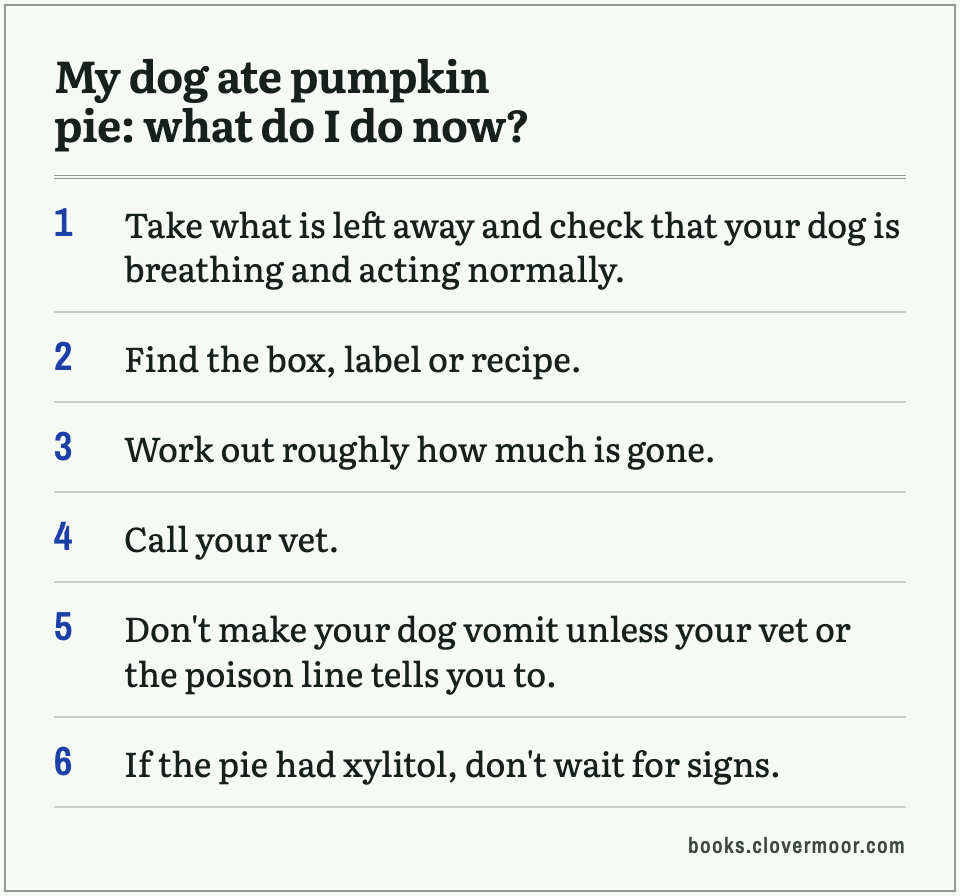 My dog ate pumpkin
pie: what do I do now?
1 Take what is left away and check that your dog is
breathing and acting normally.
2 Find the box, label or recipe.
3 Work out roughly how much is gone.
4 Call your vet.
5 Don't make your dog vomit unless your vet or
the poison line tells you to.
6 If the pie had xylitol, don't wait for signs.
books.clovermoor.com